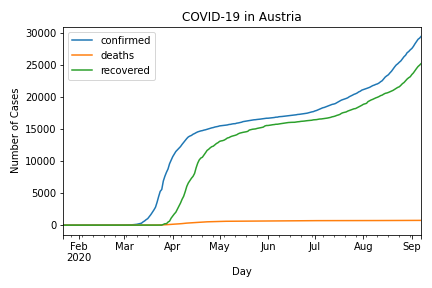 COVID-19 in Austria
confirmed
deaths
recovered
Number of Cases
30000
25000
20000
15000
10000
5000
0
Feb Mar Apr May Jun Jul Aug Sep
2020
Day